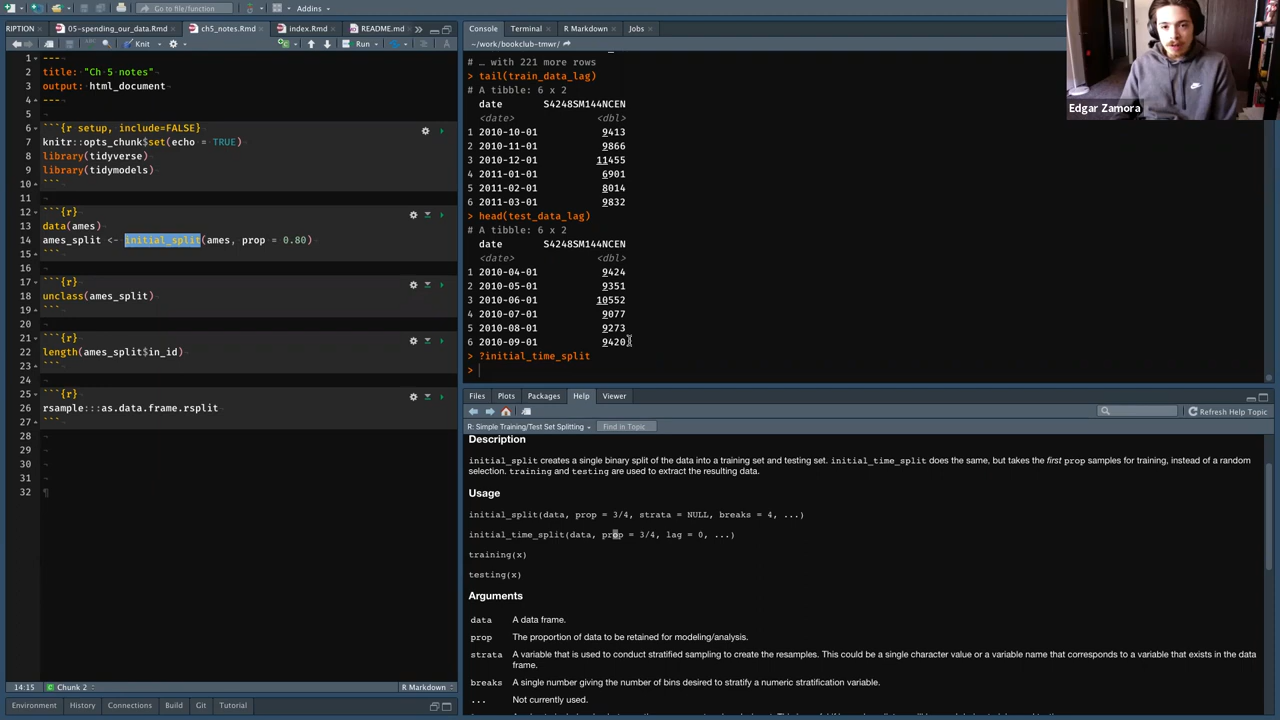 Go to file/function
Addins
RIPTION
05-spending_our_data.Rmd
ch5_notes.Rmd
index.Rmd
README.md
Knit
Run
1 ---
2 title: "Ch 5 notes"
3 output: html_document
4 ---
5
6 ```{r setup, include=FALSE}
7 knitr::opts_chunk$set(echo = TRUE)
8 library(tidyverse)
9 library(tidymodels)
10 ```
11
12 ```{r}
13 data(ames)
14 ames_split <- initial_split(ames, prop = 0.80)
15 ```
16
17 ```{r}
18 unclass(ames_split)
19 ```
20
21 ```{r}
22 length(ames_split$in_id)
23 ```
24
25 ```{r}
26 rsample:::as.data.frame.rsplit
27 ```
28
29
30
31
32 ¶
14:15 Chunk 2
R Markdown
Environment History Connections Build Git Tutorial
Console Terminal R Markdown Jobs
~/work/bookclub-tmwr/
# … with 221 more rows
> tail(train_data_lag)
# A tibble: 6 x 2
date S4248SM144NCEN
<date> <dbl>
1 2010-10-01 9413
2 2010-11-01 9866
3 2010-12-01 11455
4 2011-01-01 6901
5 2011-02-01 8014
6 2011-03-01 9832
> head(test_data_lag)
# A tibble: 6 x 2
date S4248SM144NCEN
<date> <dbl>
1 2010-04-01 9424
2 2010-05-01 9351
3 2010-06-01 10552
4 2010-07-01 9077
5 2010-08-01 9273
6 2010-09-01 9420
> ?initial_time_split
>
Edgar Zamora
Files Plots Packages Help Viewer
Refresh Help Topic
R: Simple Training/Test Set Splitting
Find in Topic
Description
initial_split creates a single binary split of the data into a training set and testing set. initial_time_split does the same, but takes the first prop samples for training, instead of a random
selection. training and testing are used to extract the resulting data.
Usage
initial_split(data, prop = 3/4, strata = NULL, breaks = 4, ...)
initial_time_split(data, prop = 3/4, lag = 0, ...)
training(x)
testing(x)
Arguments
data A data frame.
prop The proportion of data to be retained for modeling/analysis.
strata A variable that is used to conduct stratified sampling to create the resamples. This could be a single character value or a variable name that corresponds to a variable that exists in the data
frame.
breaks A single number giving the number of bins desired to stratify a numeric stratification variable.
... Not currently used.